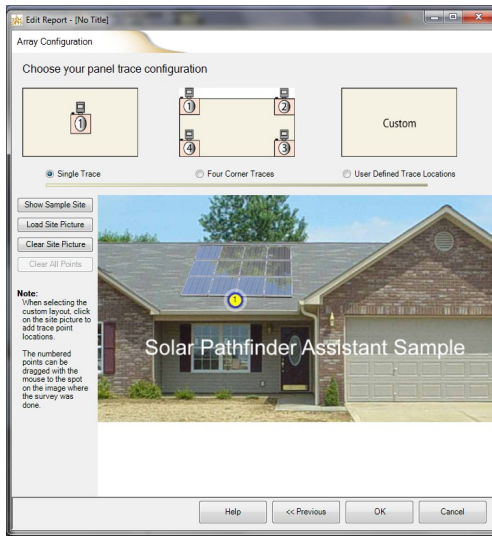 Edit Report - [No Title]
Array Configuration
Choose your panel trace configuration
1
1
2
4
3
Custom
Single Trace
Four Corner Traces
User Defined Trace Locations
Show Sample Site
Load Site Picture
Clear Site Picture
Clear All Points
Note:
When selecting the
custom layout, click
on the site picture to
add trace point
locations.
The numbered
points can be
dragged with the
mouse to the spot
on the image where
the survey was
done.
1
Solar Pathfinder Assistant Sample
Help
<< Previous
OK
Cancel